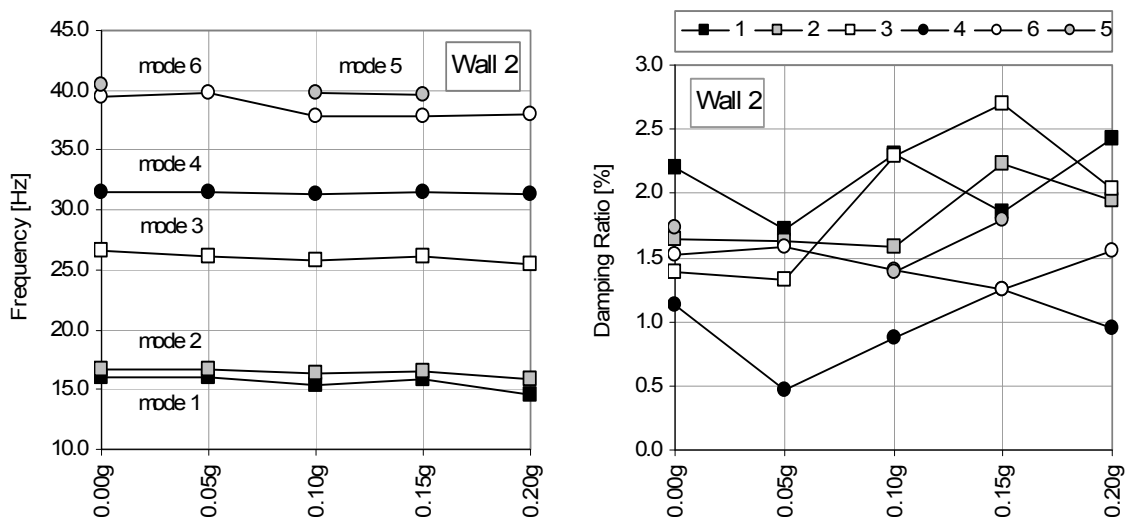 45.0
40.0
35.0
30.0
25.0
20.0
15.0
10.0
Frequency [Hz]
mode 6
mode 5
Wall 2
mode 4
mode 3
mode 2
mode 1
0.00g
0.05g
0.10g
0.15g
0.20g
1 2 3 4 6 5
3.0
2.5
2.0
1.5
1.0
0.5
0.0
Damping Ratio [%]
Wall 2
0.00g
0.05g
0.10g
0.15g
0.20g